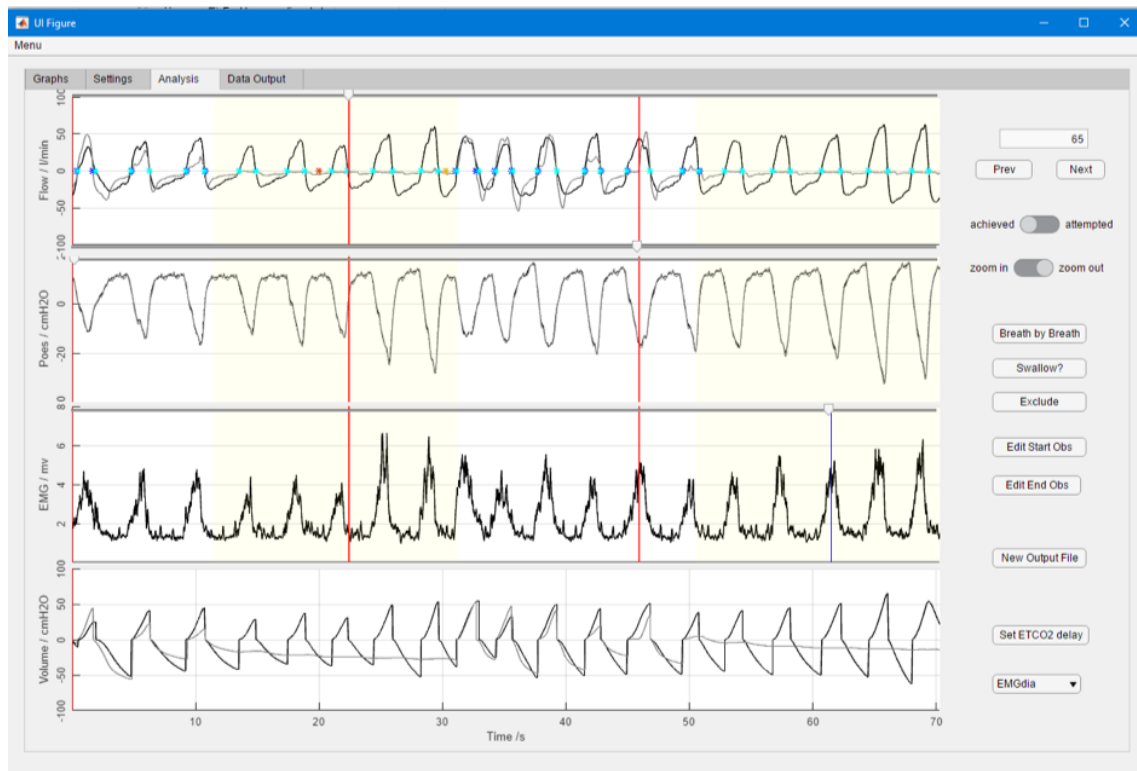 UI Figure
Menu
Graphs Settings Analysis Data Output
100
50
0
-50
-100
Flow / l/min
65
Prev Next
achieved attempted
zoom in zoom out
0
-20
Poes / cmH2O
Breath by Breath
Swallow?
Exclude
8
6
4
2
EMG / mv
Edit Start Obs
Edit End Obs
New Output File
100
50
0
-50
-100
Volume / cmH2O
Set ETCO2 delay
EMGdia
10 20 30 40 50 60 70
Time /s